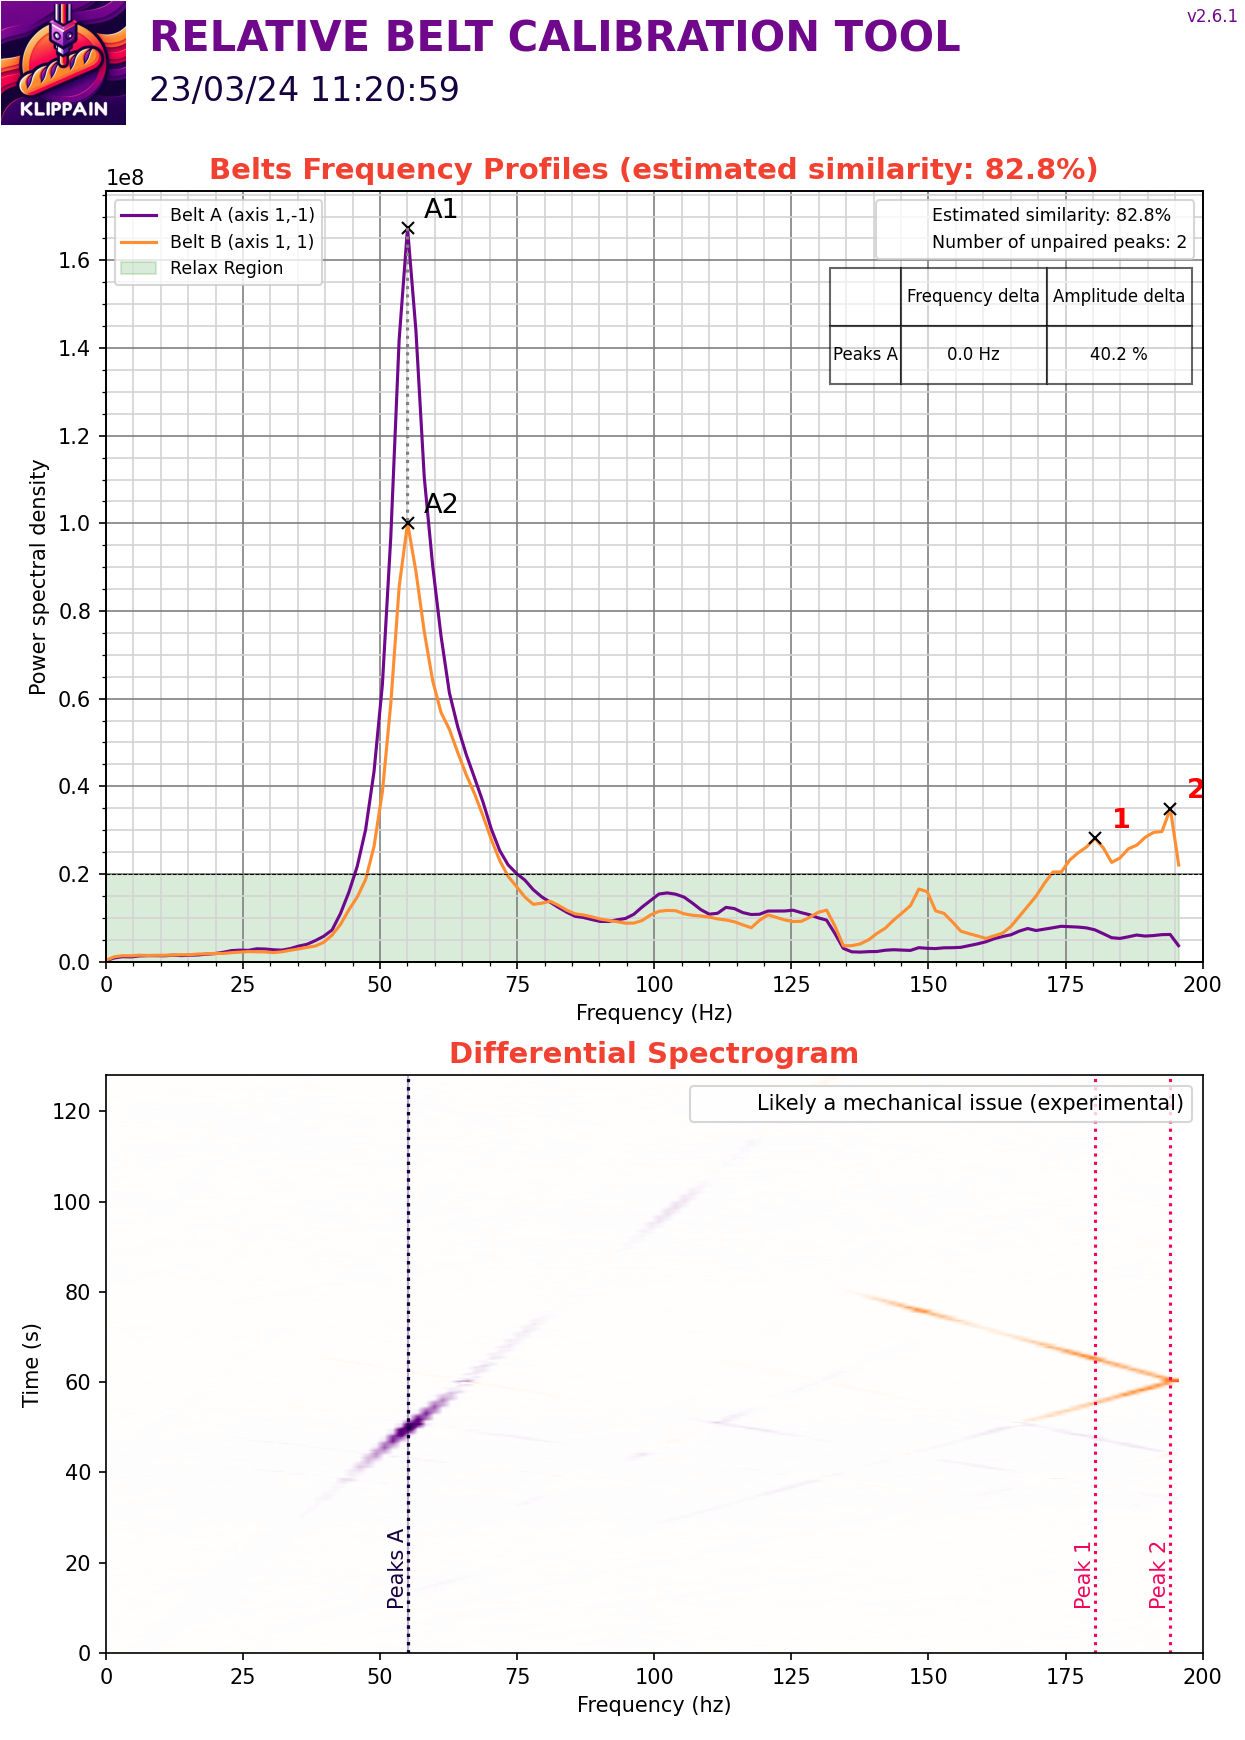 RELATIVE BELT CALIBRATION TOOL
v2.6.1
23/03/24 11:20:59
KLIPPAIN
Belts Frequency Profiles (estimated similarity: 82.8%)
1e8
Belt A (axis 1,-1)
Belt B (axis 1, 1)
Relax Region
A1
A2
Estimated similarity: 82.8%
Number of unpaired peaks: 2
Frequency delta Amplitude delta
Peaks A 0.0 Hz 40.2 %
1
2
Power spectral density
1.6
1.4
1.2
1.0
0.8
0.6
0.4
0.2
0.0
0 25 50 75 100 125 150 175 200
Frequency (Hz)
Differential Spectrogram
Likely a mechanical issue (experimental)
Time (s)
120
100
80
60
40
20
0
Peaks A
Peak 1
Peak 2
0 25 50 75 100 125 150 175 200
Frequency (hz)